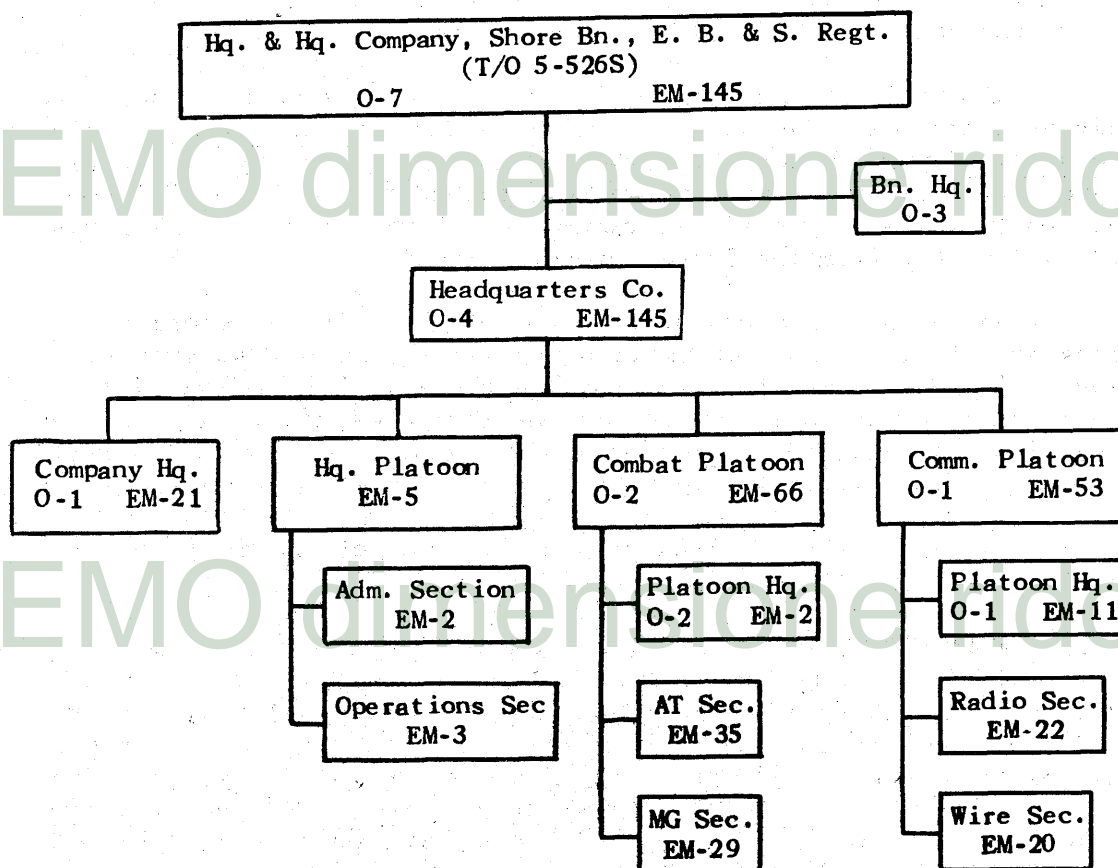 Hq. & Hq. Company, Shore Bn., E. B. & S. Regt.
(T/O 5-526S)
O-7 EM-145
EMO dimensione rido
Bn. Hq.
O-3
Headquarters Co.
O-4 EM-145
Company Hq.
O-1 EM-21
Hq. Platoon
EM-5
Combat Platoon
O-2 EM-66
Comm. Platoon
O-1 EM-53
Adm. Section
EM-2
Platoon Hq.
O-2 EM-2
Platoon Hq.
O-1 EM-11
EMO dimensione rido
Operations Sec
EM-3
AT Sec.
EM-35
Radio Sec.
EM-22
MG Sec.
EM-29
Wire Sec.
EM-20